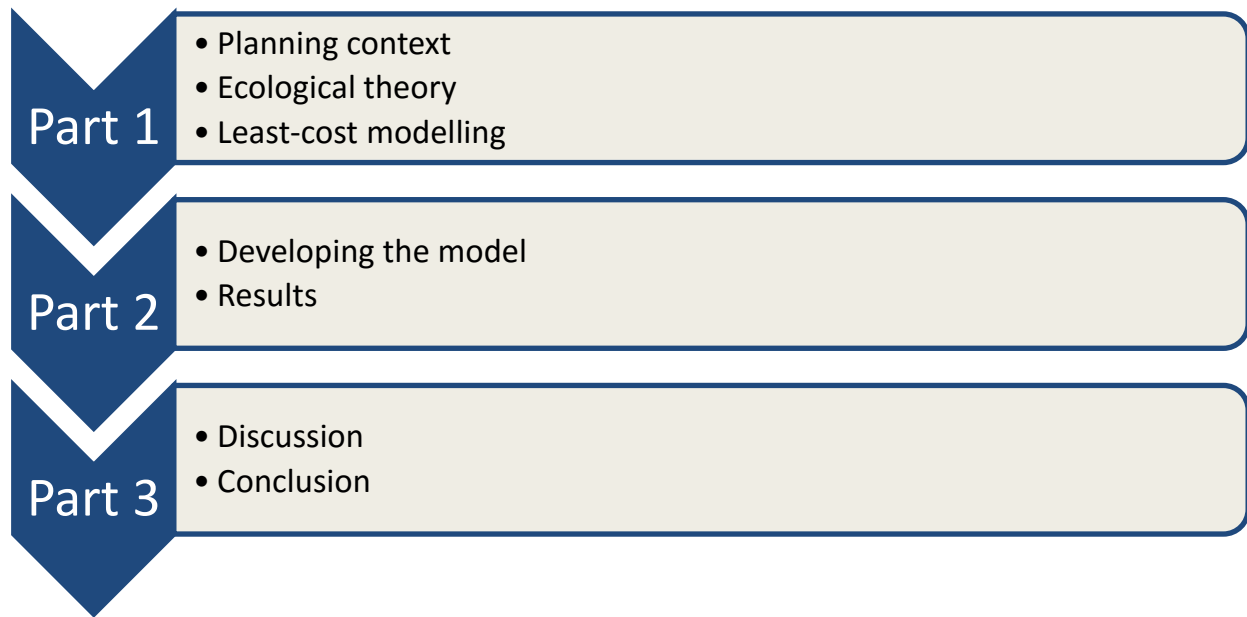 Part 1
• Planning context
• Ecological theory
• Least-cost modelling
Part 2
• Developing the model
• Results
Part 3
• Discussion
• Conclusion